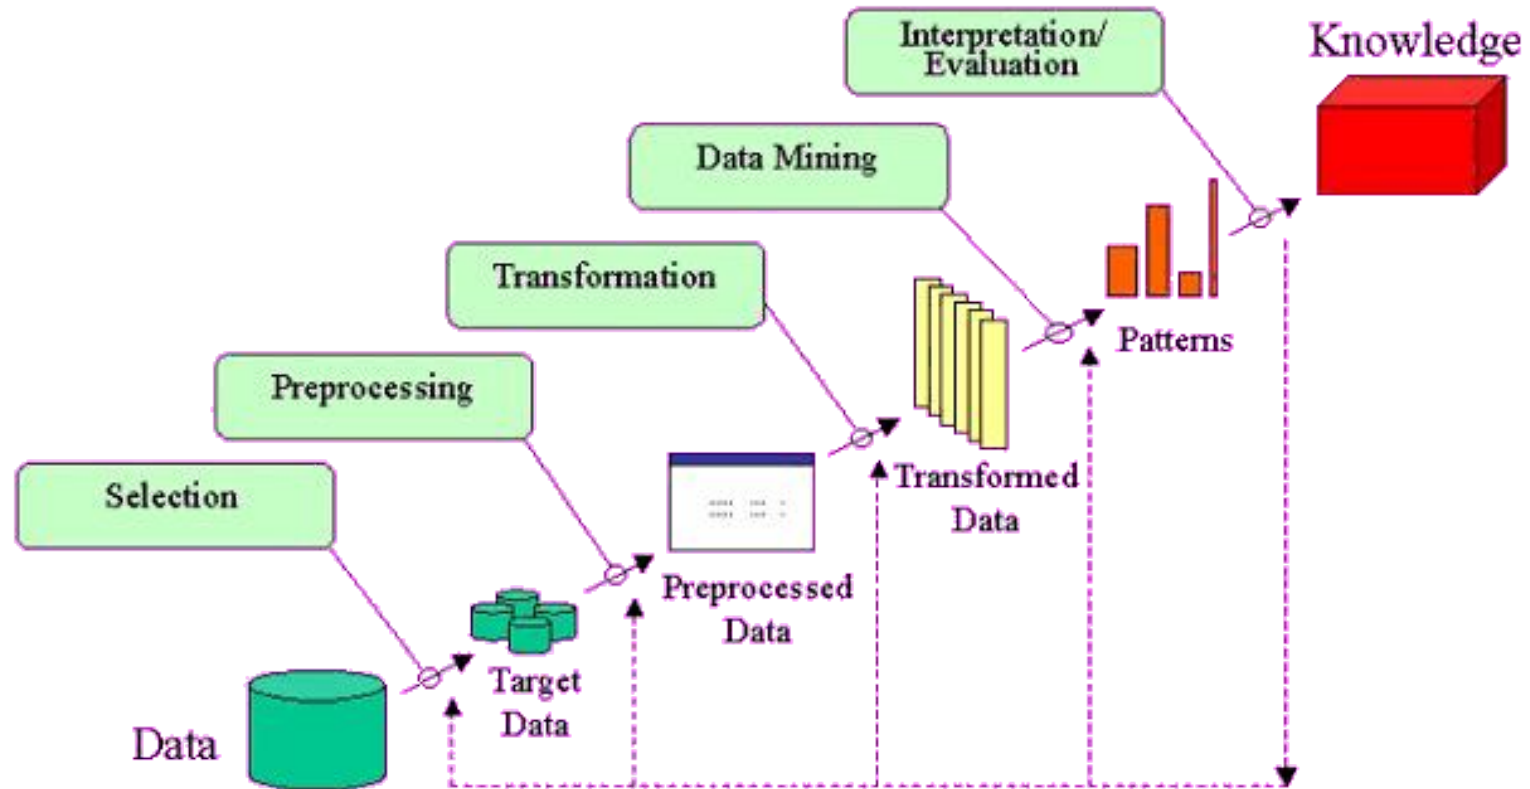 Interpretation/
Evaluation
Knowledge
Data Mining
Transformation
Patterns
Preprocessing
Transformed
Data
Selection
Preprocessed
Data
Target
Data
Data